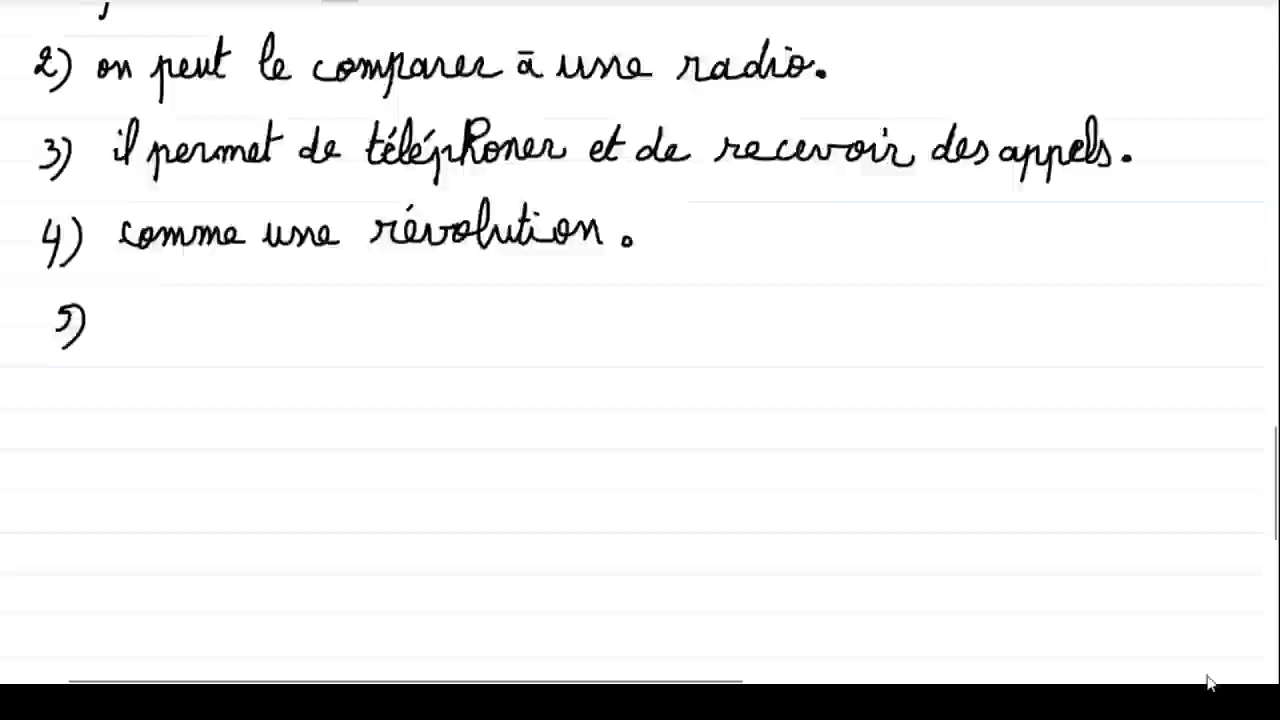 2) on peut le comparer à une radio.
3) il permet de téléphoner et de recevoir des appels.
4) comme une révolution.
5)